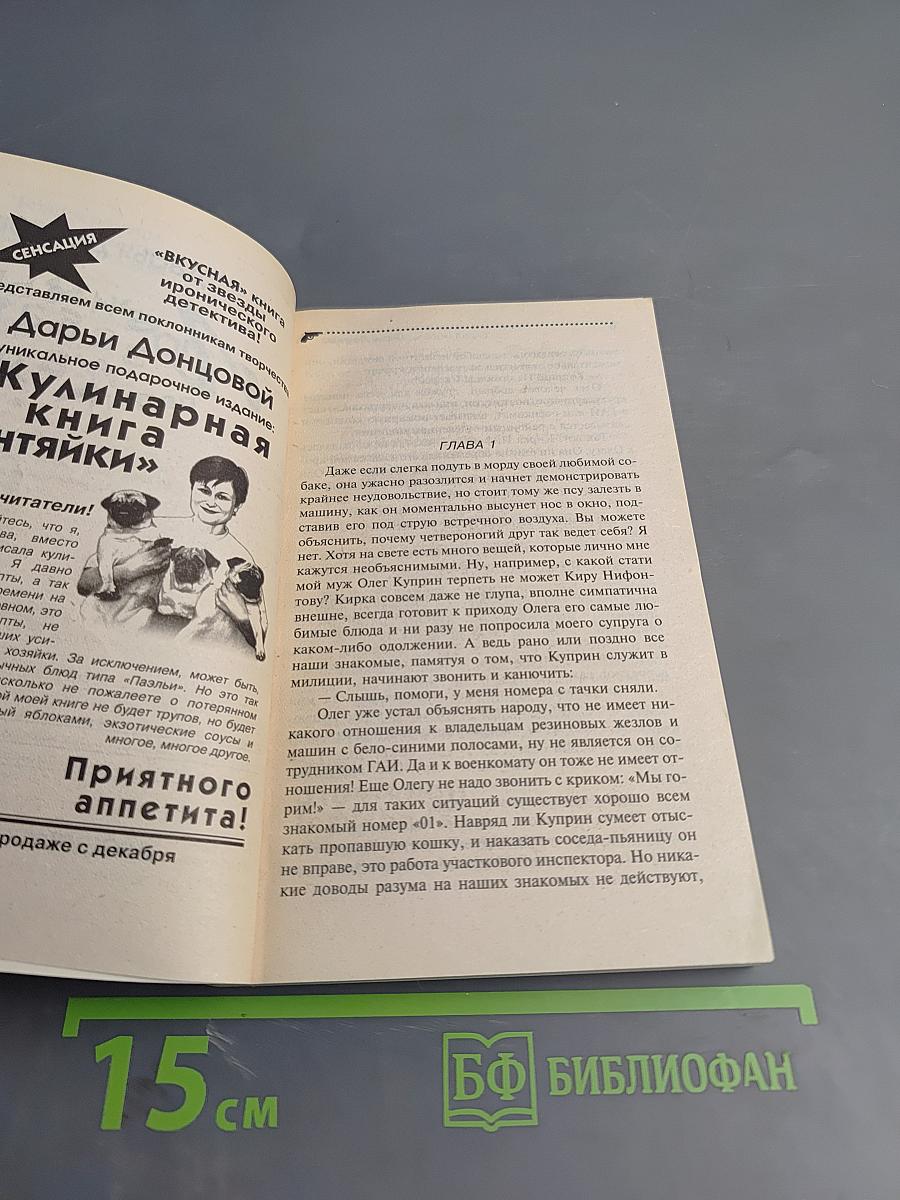 СЕНСАЦИЯ
«ВКУСНАЯ» книга
от звезды
иронического
детектива!
едставляем всем поклонникам творчества
Дарьи Донцовой
уникальное подарочное издание:
Кулинарная
книга
нтяйки»
читатели!
тесь, что я,
ва, вместо
исала кули-
Я давно
пты, а так
ремени на
вном, это
пты, не
ших уси-
хозяйки. За исключением, может быть,
ычных блюд типа «Паэльи». Но это так
сколько не пожалеете о потерянном
ой моей книге не будет трупов, но будет
ый яблоками, экзотические соусы и
многое, многое другое.
Приятного
аппетита!
родаже с декабря
ГЛАВА 1
Даже если слегка подуть в морду своей любимой со-
баке, она ужасно разозлится и начнет демонстрировать
крайнее неудовольствие, но стоит тому же псу залезть в
машину, как он моментально высунет нос в окно, под-
ставив его под струю встречного воздуха. Вы можете
объяснить, почему четвероногий друг так ведет себя? Я
нет. Хотя на свете есть много вещей, которые лично мне
кажутся необъяснимыми. Ну, например, с какой стати
мой муж Олег Куприн терпеть не может Киру Нифон-
тову? Кирка совсем даже не глупа, вполне симпатична
внешне, всегда готовит к приходу Олега его самые лю-
бимые блюда и ни разу не попросила моего супруга о
каком-либо одолжении. А ведь рано или поздно все
наши знакомые, памятуя о том, что Куприн служит в
милиции, начинают звонить и канючить:
— Слышь, помоги, у меня номера с тачки сняли.
Олег уже устал объяснять народу, что не имеет ни-
какого отношения к владельцам резиновых жезлов и
машин с бело-синими полосами, ну не является он со-
трудником ГАИ. Да и к военкомату он тоже не имеет от-
ношения! Еще Олегу не надо звонить с криком: «Мы го-
рим!» — для таких ситуаций существует хорошо всем
знакомый номер «01». Навряд ли Куприн сумеет отыс-
кать пропавшую кошку, и наказать соседа-пьяницу он
не вправе, это работа участкового инспектора. Но ника-
кие доводы разума на наших знакомых не действуют,
15 см
БФ БИБЛИОФАН